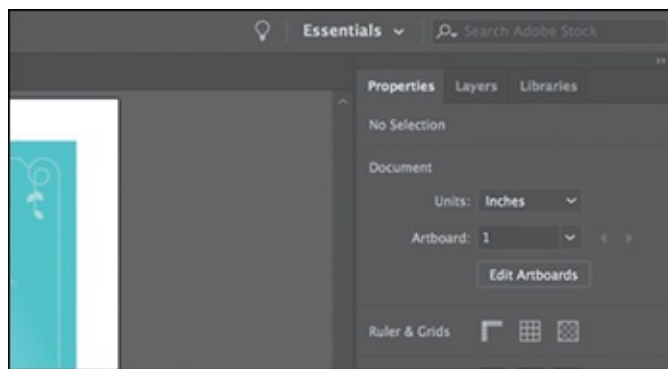 Essentials
Search Adobe Stock
Properties Layers Libraries
No Selection
Document
Units: Inches
Artboard: 1
Edit Artboards
Ruler & Grids